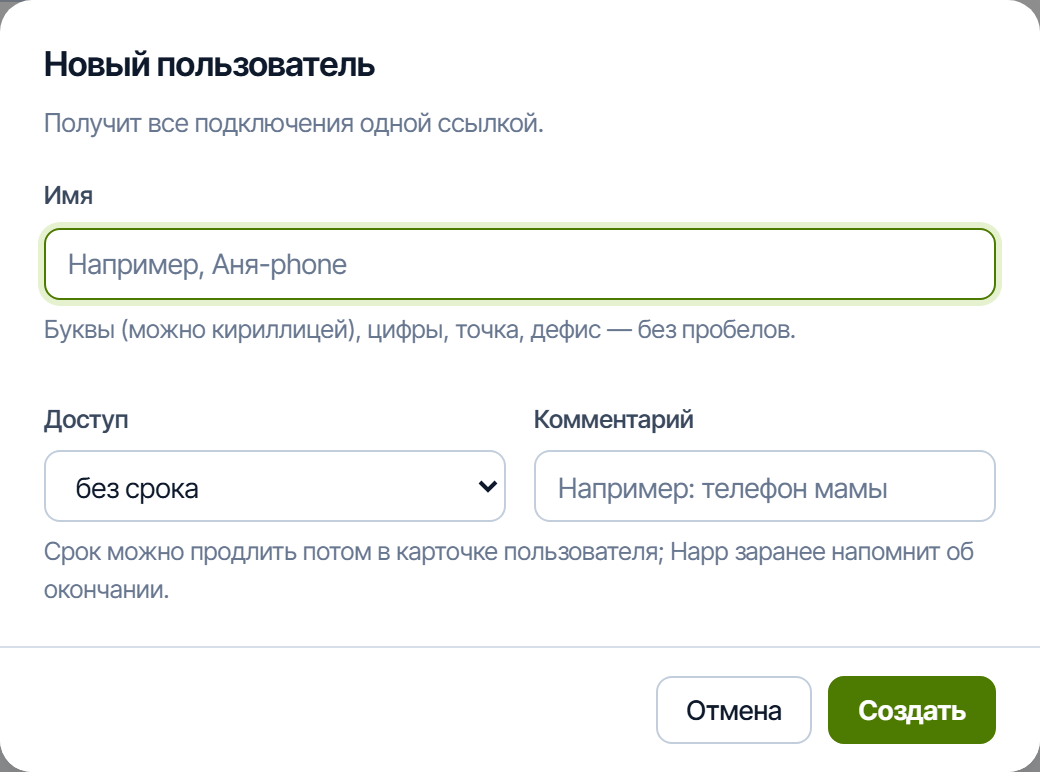 Новый пользователь
Получит все подключения одной ссылкой.
Имя
Например, Аня-phone
Буквы (можно кириллицей), цифры, точка, дефис — без пробелов.
Доступ
Комментарий
без срока
Например: телефон мамы
Срок можно продлить потом в карточке пользователя; Happ заранее напомнит об
окончании.
Отмена
Создать